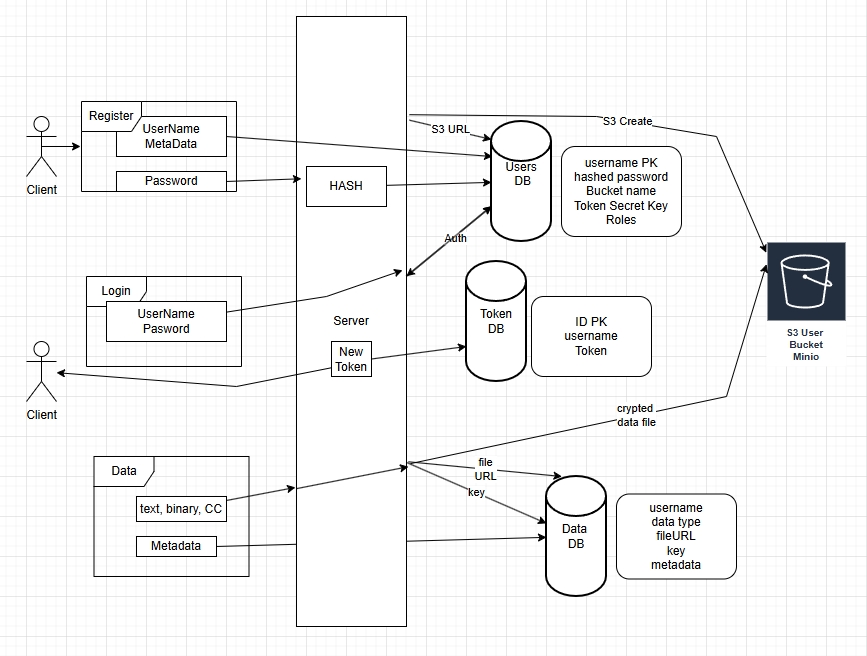 Register
UserName
MetaData
Password
Client
HASH
S3 URL
S3 Create
Users
DB
username PK
hashed password
Bucket name
Token Secret Key
Roles
Auth
Login
UserName
Pasword
Server
New
Token
Token
DB
ID PK
username
Token
S3 User
Bucket
Minio
Client
crypted
data file
Data
text, binary, CC
Metadata
file
URL
key
Data
DB
username
data type
fileURL
key
metadata